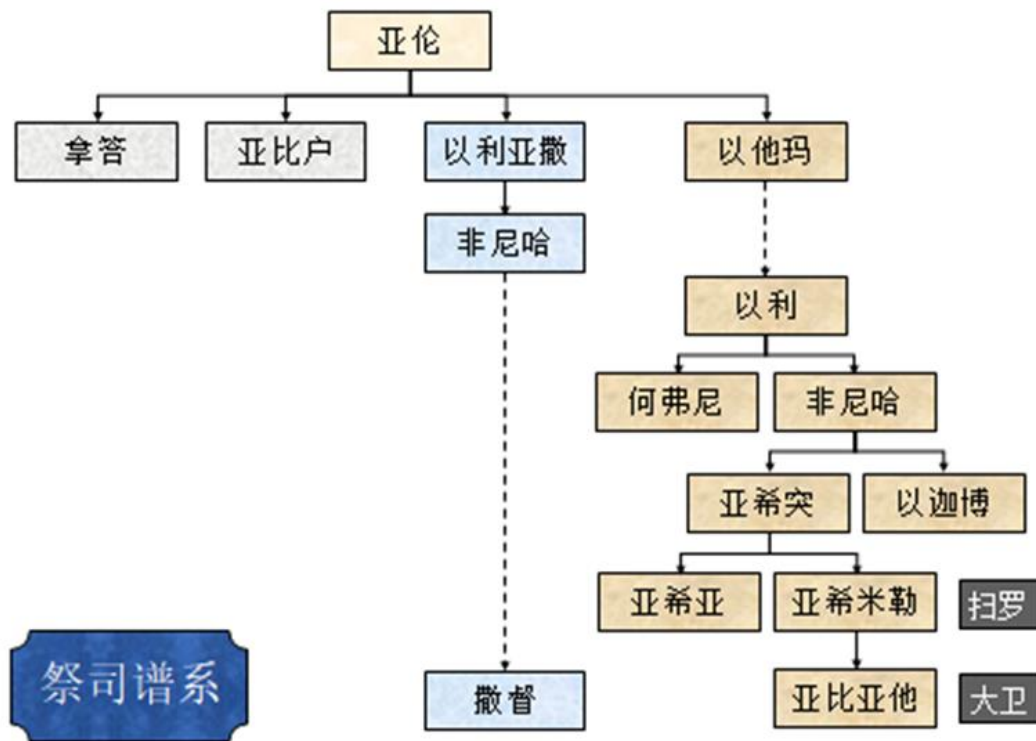 亚伦
拿答
亚比户
以利亚撒
以他玛
非尼哈
以利
何弗尼
非尼哈
亚希突
以迦博
亚希亚
亚希米勒
扫罗
祭司谱系
撒督
亚比亚他
大卫